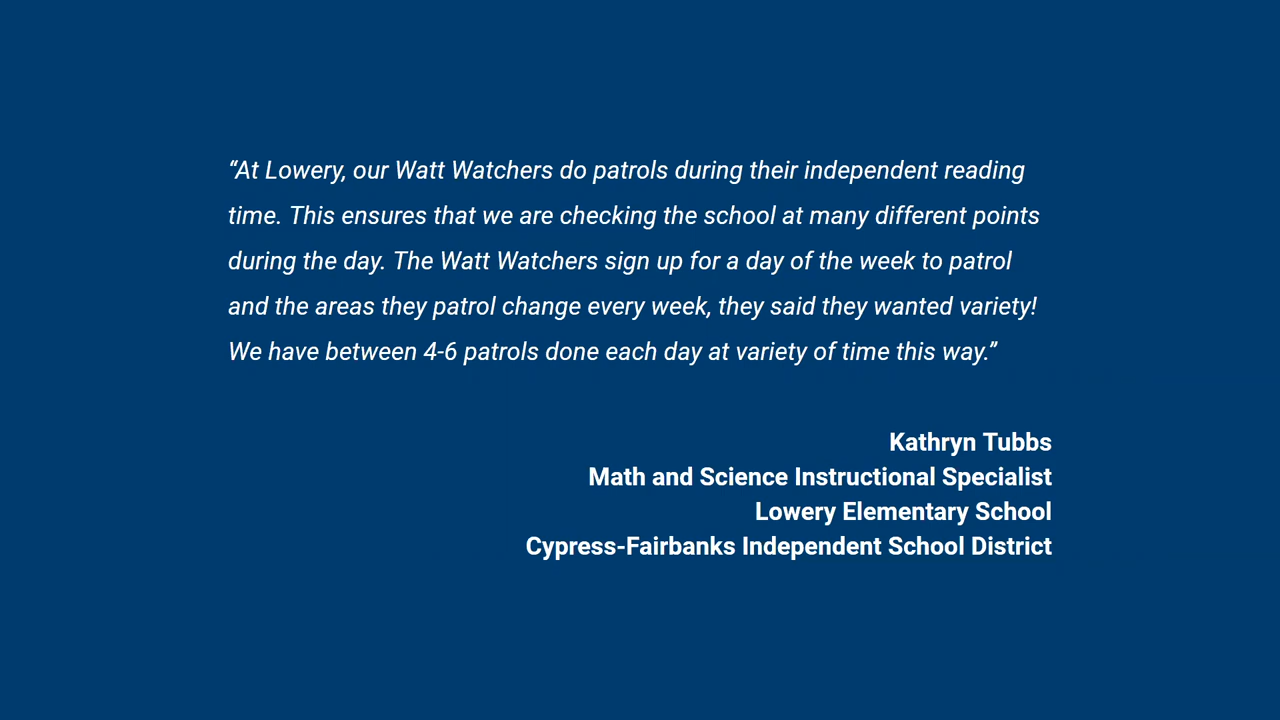 “At Lowery, our Watt Watchers do patrols during their independent reading
time. This ensures that we are checking the school at many different points
during the day. The Watt Watchers sign up for a day of the week to patrol
and the areas they patrol change every week, they said they wanted variety!
We have between 4-6 patrols done each day at variety of time this way.”
Kathryn Tubbs
Math and Science Instructional Specialist
Lowery Elementary School
Cypress-Fairbanks Independent School District